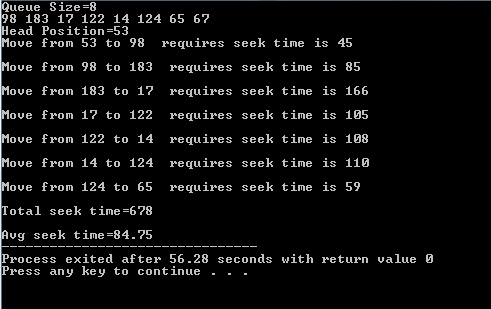 Queue Size=8
98 183 17 122 14 124 65 67
Head Position=53
Move from 53 to 98  requires seek time is 45
Move from 98 to 183  requires seek time is 85
Move from 183 to 17  requires seek time is 166
Move from 17 to 122  requires seek time is 105
Move from 122 to 14  requires seek time is 108
Move from 14 to 124  requires seek time is 110
Move from 124 to 65  requires seek time is 59
Total seek time=678
Avg seek time=84.75
--------------------------------
Process exited after 56.28 seconds with return value 0
Press any key to continue . . .